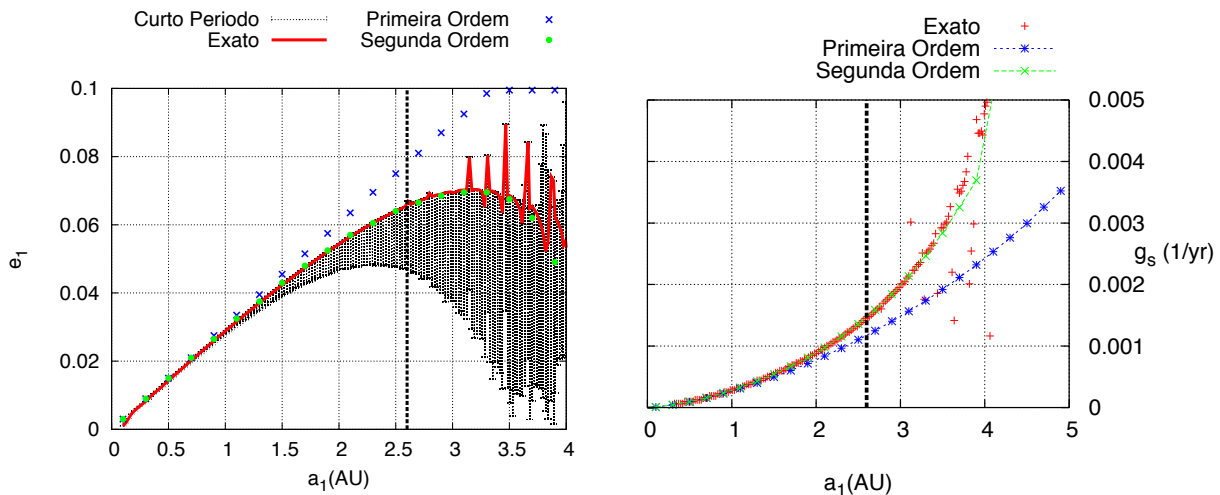 Curto Periodo
Exato
Primeira Ordem
Segunda Ordem
0.1
0.08
0.06
0.04
0.02
0
e1
0 0.5 1 1.5 2 2.5 3 3.5 4
a1(AU)
Exato
Primeira Ordem
Segunda Ordem
0.005
0.004
0.003
0.002
0.001
0
gs (1/yr)
0 1 2 3 4 5
a1(AU)